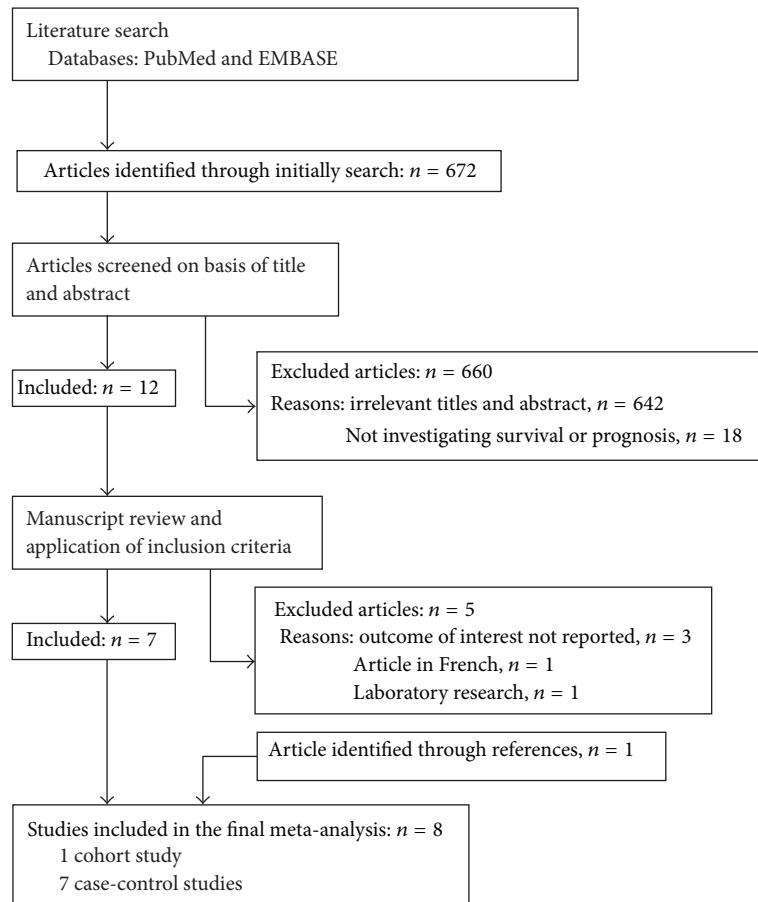 Literature search
Databases: PubMed and EMBASE
Articles identified through initially search: n = 672
Articles screened on basis of title
and abstract
Included: n = 12
Excluded articles: n = 660
Reasons: irrelevant titles and abstract, n = 642
Not investigating survival or prognosis, n = 18
Manuscript review and
application of inclusion criteria
Included: n = 7
Excluded articles: n = 5
Reasons: outcome of interest not reported, n = 3
Article in French, n = 1
Laboratory research, n = 1
Article identified through references, n = 1
Studies included in the final meta-analysis: n = 8
1 cohort study
7 case-control studies